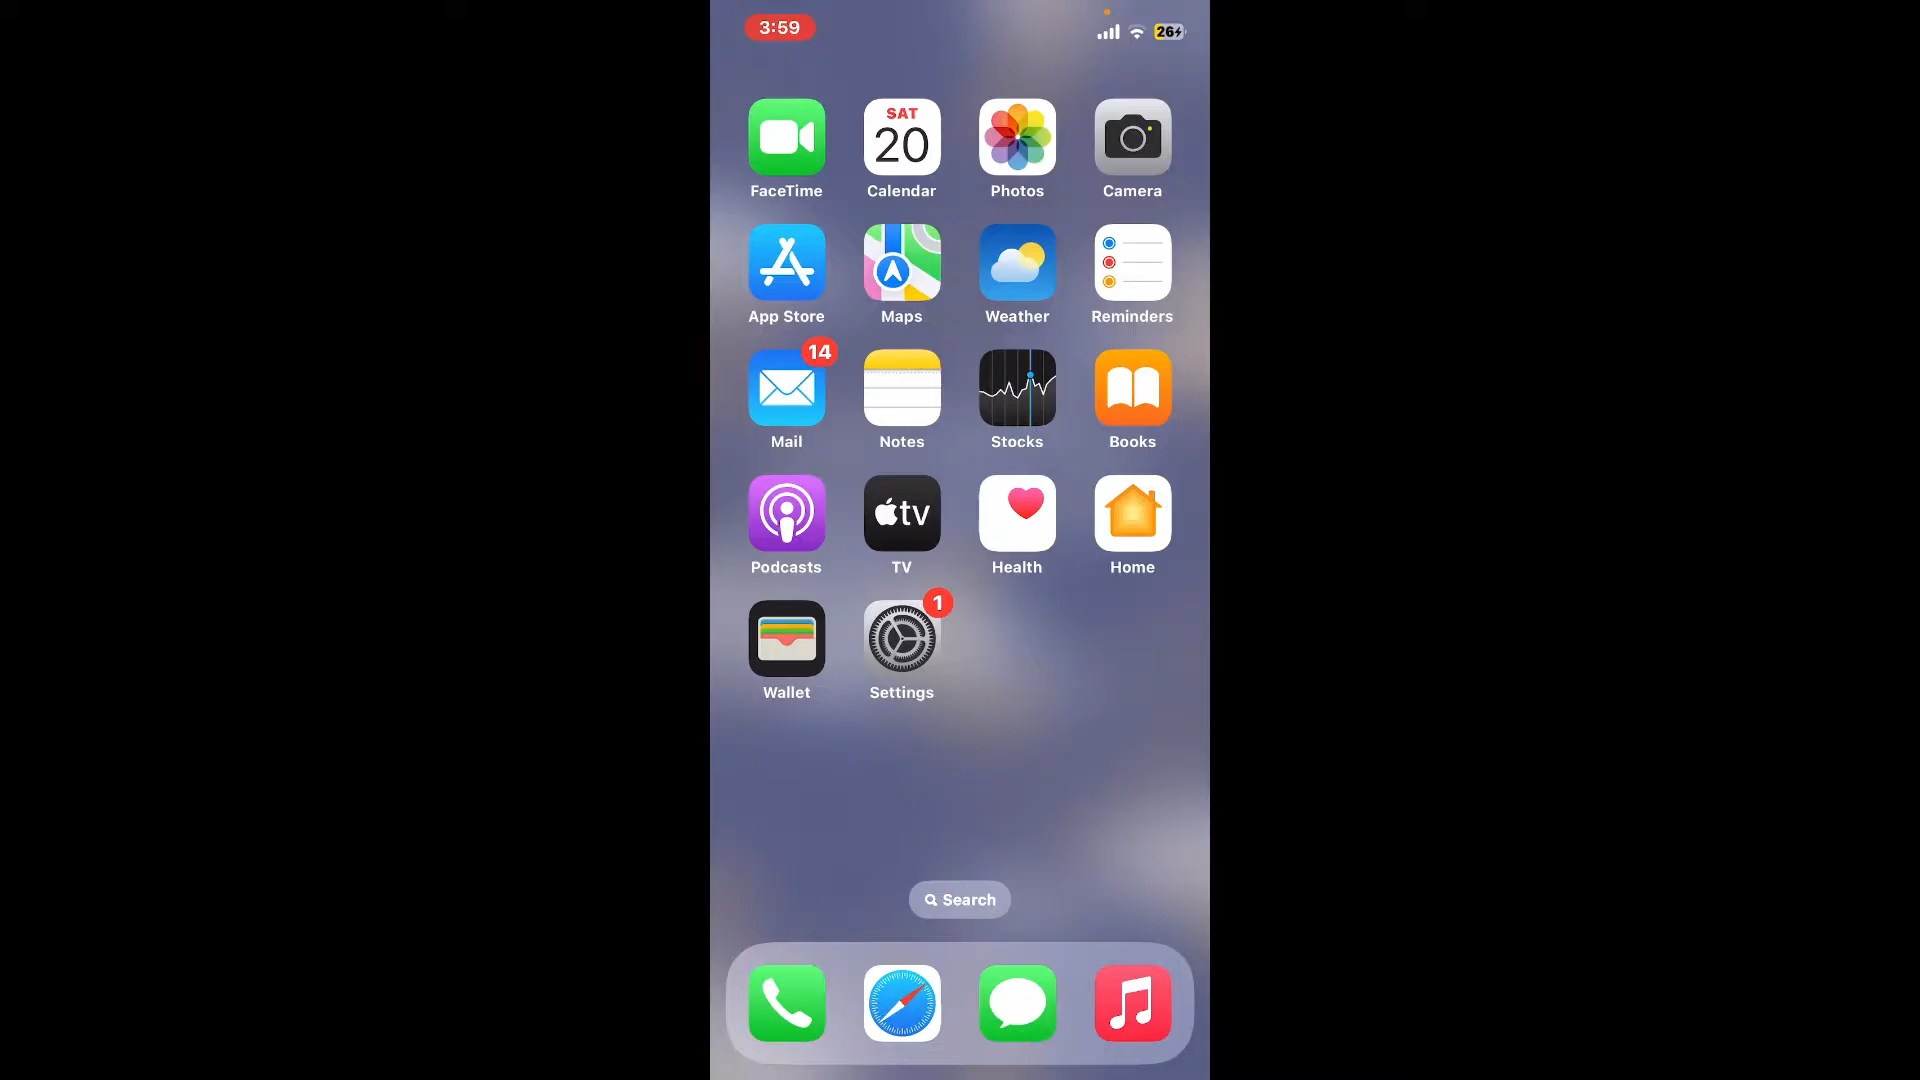 3:59
26
FaceTime
SAT
20
Calendar
Photos
Camera
App Store
Maps
Weather
Reminders
14
Mail
Notes
Stocks
Books
Podcasts
tv
TV
Health
Home
Wallet
1
Settings
Search